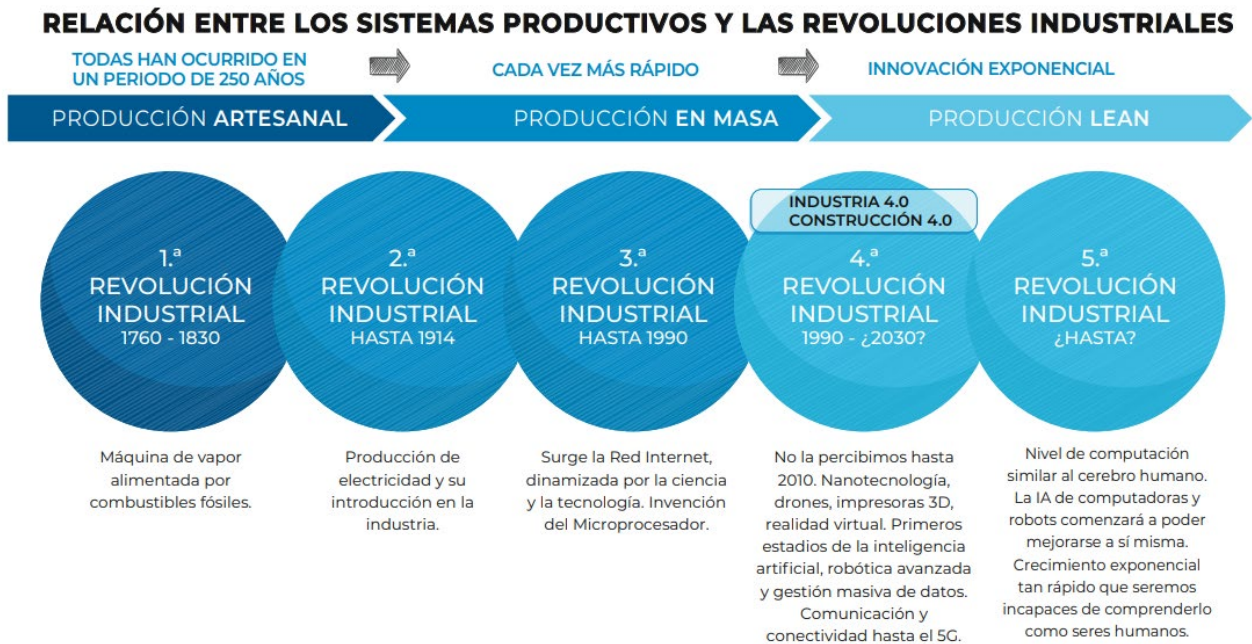 RELACIÓN ENTRE LOS SISTEMAS PRODUCTIVOS Y LAS REVOLUCIONES INDUSTRIALES
TODAS HAN OCURRIDO EN
UN PERIODO DE 250 AÑOS
CADA VEZ MÁS RÁPIDO
INNOVACIÓN EXPONENCIAL
PRODUCCIÓN ARTESANAL
PRODUCCIÓN EN MASA
PRODUCCIÓN LEAN
1.ª
REVOLUCIÓN
INDUSTRIAL
1760 - 1830
2.ª
REVOLUCIÓN
INDUSTRIAL
HASTA 1914
3.ª
REVOLUCIÓN
INDUSTRIAL
HASTA 1990
INDUSTRIA 4.0
CONSTRUCCIÓN 4.0
4.ª
REVOLUCIÓN
INDUSTRIAL
1990 - ¿2030?
5.ª
REVOLUCIÓN
INDUSTRIAL
¿HASTA?
Máquina de vapor
alimentada por
combustibles fósiles.
Producción de
electricidad y su
introducción en la
industria.
Surge la Red Internet,
dinamizada por la ciencia
y la tecnología. Invención
del Microprocesador.
No la percibimos hasta
2010. Nanotecnología,
drones, impresoras 3D,
realidad virtual. Primeros
estadios de la inteligencia
artificial, robótica avanzada
y gestión masiva de datos.
Comunicación y
conectividad hasta el 5G.
Nivel de computación
similar al cerebro humano.
La IA de computadoras y
robots comenzará a poder
mejorarse a sí misma.
Crecimiento exponencial
tan rápido que seremos
incapaces de comprenderlo
como seres humanos.